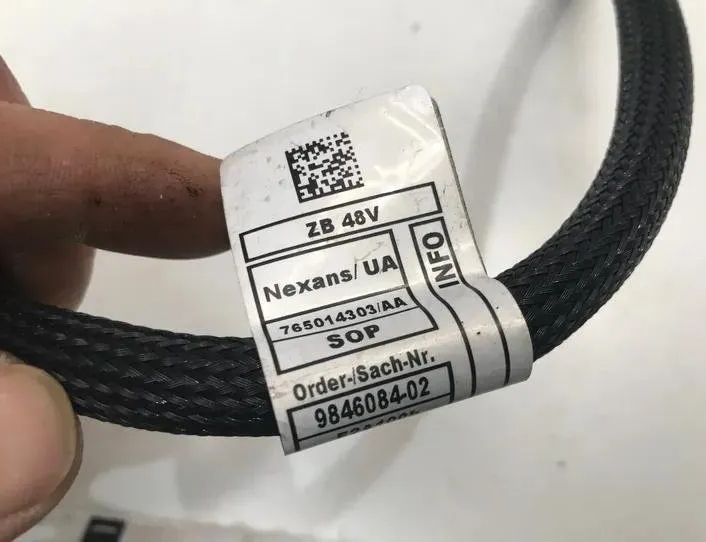 ZB 48V
INFO
Nexans/UA
765014303/AA
SOP
Order-/Sach-Nr.
9846084-02